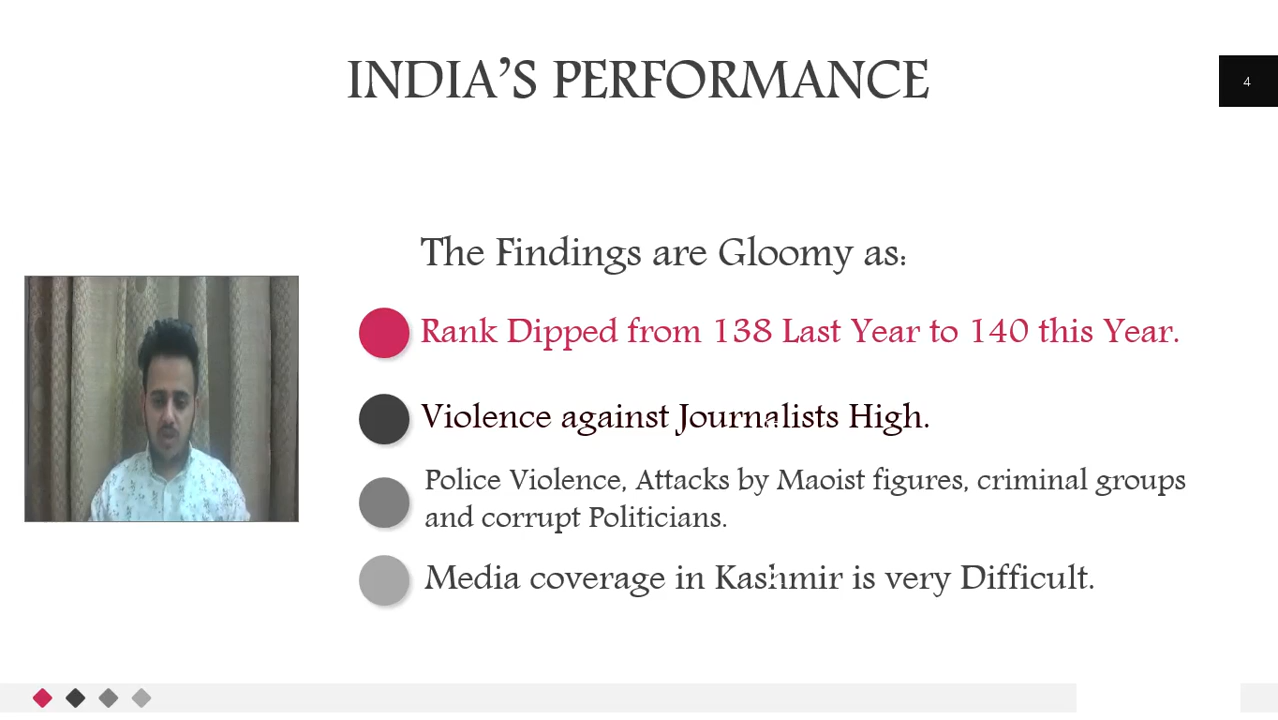 INDIA’S PERFORMANCE
4
The Findings are Gloomy as:
Rank Dipped from 138 Last Year to 140 this Year.
Violence against Journalists High.
Police Violence, Attacks by Maoist figures, criminal groups
and corrupt Politicians.
Media coverage in Kashmir is very Difficult.